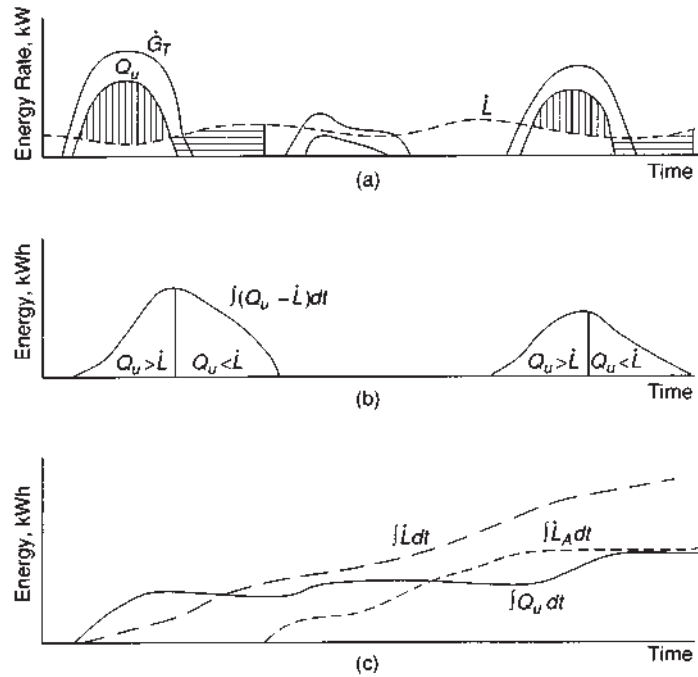 Energy Rate, kW
Ġ_T
Q_u
L̇
Time
(a)
Energy, kWh
∫(Q_u − L̇)dt
Q_u > L̇
Q_u < L̇
Q_u > L̇
Q_u < L̇
Time
(b)
Energy, kWh
∫L̇dt
∫L̇_A dt
∫Q_u dt
Time
(c)